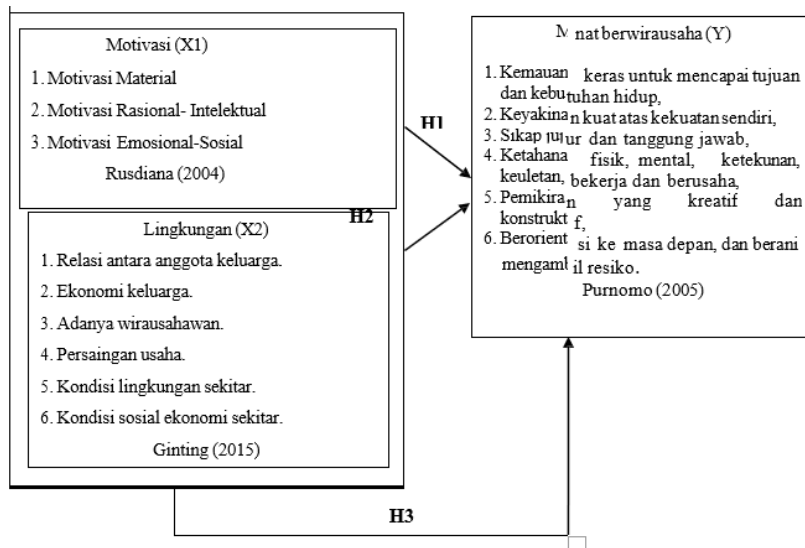 Motivasi (X1)
1. Motivasi Material
2. Motivasi Rasional- Intelektual
3. Motivasi Emosional-Sosial
Rusdiana (2004)
H1
H2
Lingkungan (X2)
1. Relasi antara anggota keluarga.
2. Ekonomi keluarga.
3. Adanya wirausahawan.
4. Persaingan usaha.
5. Kondisi lingkungan sekitar.
6. Kondisi sosial ekonomi sekitar.
Ginting (2015)
Minat berwirausaha (Y)
1. Kemauan keras untuk mencapai tujuan
dan kebutuhan hidup,
2. Keyakinan kuat atas kekuatan sendiri,
3. Sikap jujur dan tanggung jawab,
4. Ketahanan fisik, mental, ketekunan,
keuletan, bekerja dan berusaha,
5. Pemikiran yang kreatif dan
konstruktif,
6. Berorientasi ke masa depan, dan berani
mengambil resiko.
Purnomo (2005)
H3